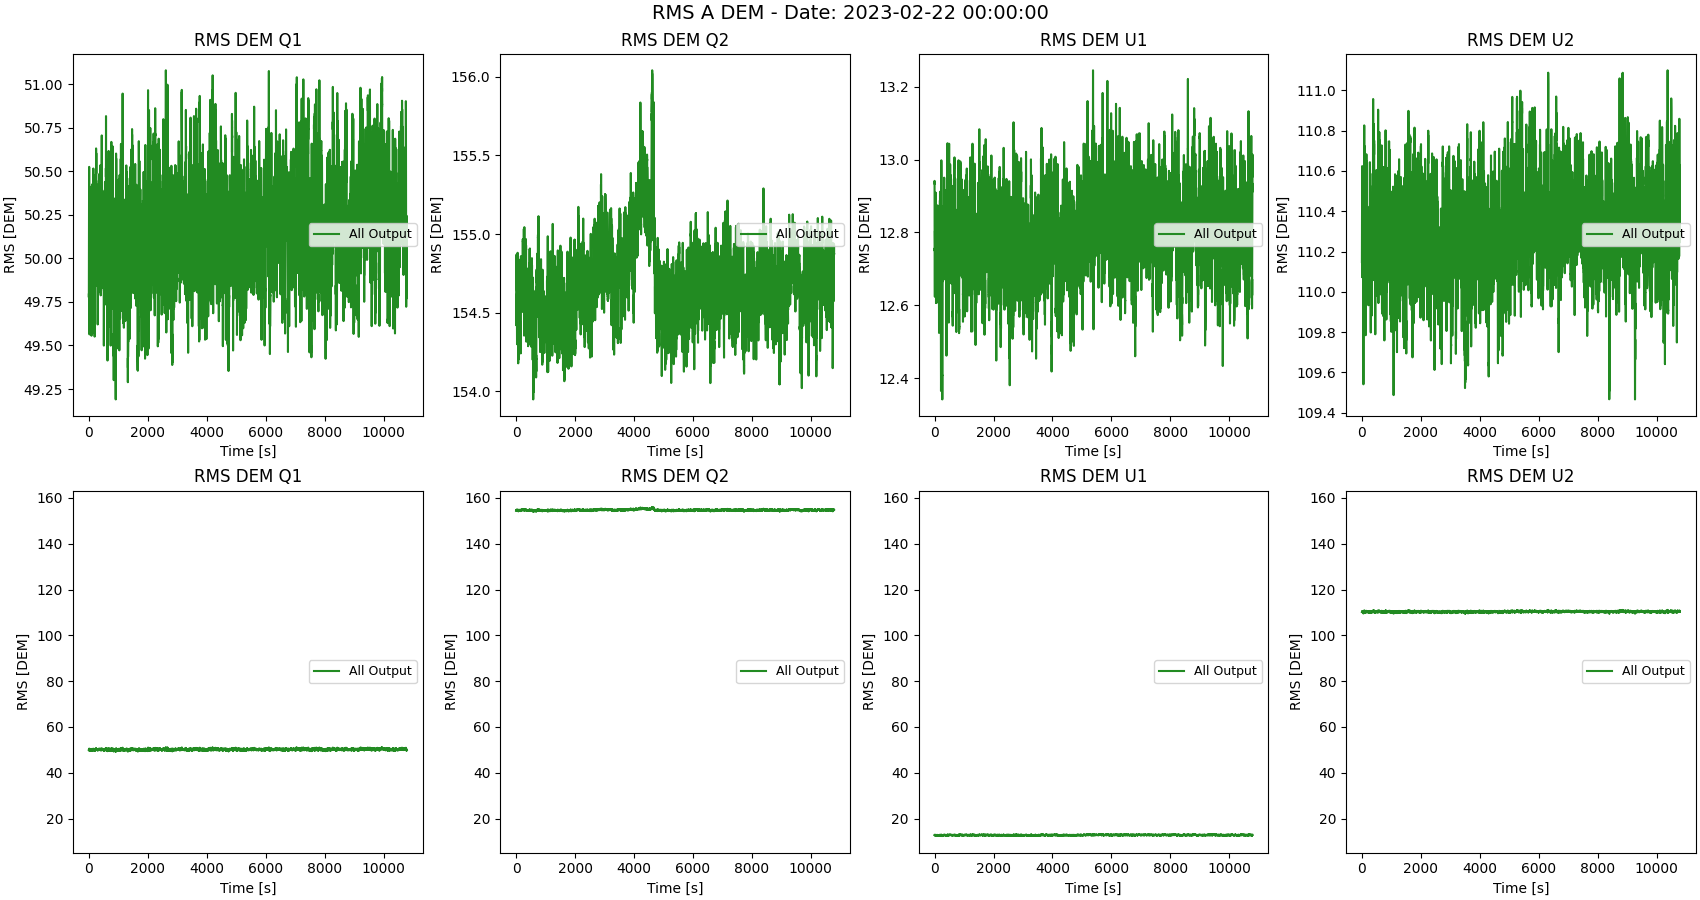 RMS A DEM - Date: 2023-02-22 00:00:00
RMS DEM Q1
RMS DEM Q2
RMS DEM U1
RMS DEM U2
RMS [DEM]
51.00
50.75
50.50
50.25
50.00
49.75
49.50
49.25
All Output
0 2000 4000 6000 8000 10000
Time [s]
RMS [DEM]
156.0
155.5
155.0
154.5
154.0
All Output
0 2000 4000 6000 8000 10000
Time [s]
RMS [DEM]
13.2
13.0
12.8
12.6
12.4
All Output
0 2000 4000 6000 8000 10000
Time [s]
RMS [DEM]
111.0
110.8
110.6
110.4
110.2
110.0
109.8
109.6
109.4
All Output
0 2000 4000 6000 8000 10000
Time [s]
RMS DEM Q1
RMS DEM Q2
RMS DEM U1
RMS DEM U2
RMS [DEM]
160
140
120
100
80
60
40
20
All Output
0 2000 4000 6000 8000 10000
Time [s]
RMS [DEM]
160
140
120
100
80
60
40
20
All Output
0 2000 4000 6000 8000 10000
Time [s]
RMS [DEM]
160
140
120
100
80
60
40
20
All Output
0 2000 4000 6000 8000 10000
Time [s]
RMS [DEM]
160
140
120
100
80
60
40
20
All Output
0 2000 4000 6000 8000 10000
Time [s]